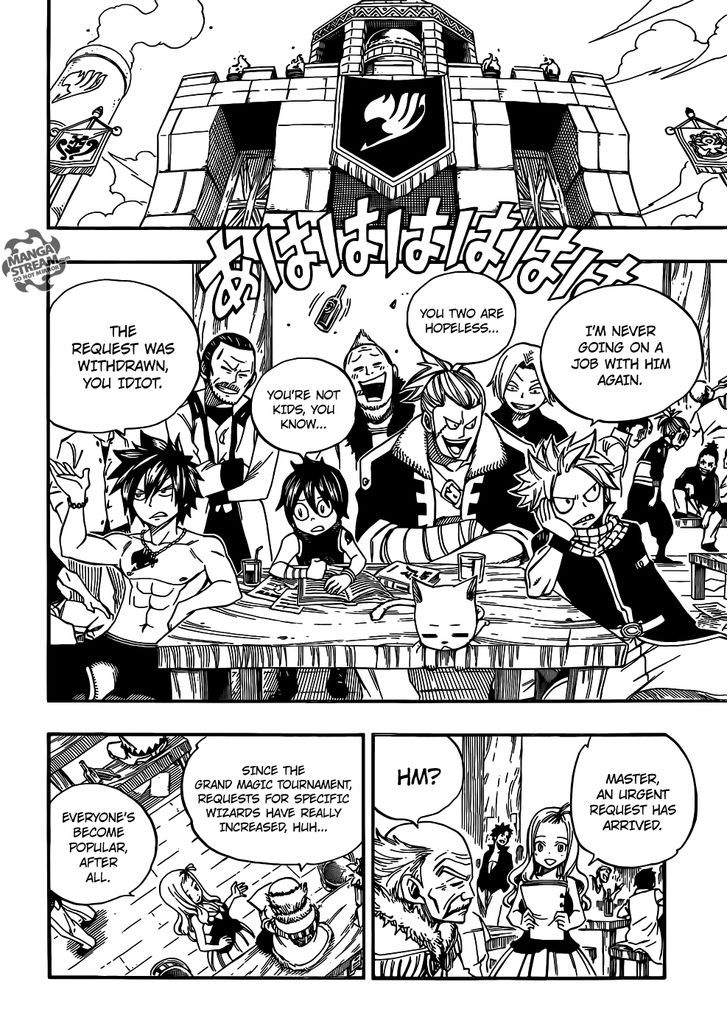 MANGA
STREAM.com
DO NOT MIRROR
あははははははは
THE
REQUEST WAS
WITHDRAWN,
YOU IDIOT.
YOU'RE NOT
KIDS, YOU
KNOW...
YOU TWO ARE
HOPELESS...
I'M NEVER
GOING ON A
JOB WITH HIM
AGAIN.
EVERYONE'S
BECOME
POPULAR,
AFTER
ALL.
SINCE THE
GRAND MAGIC TOURNAMENT,
REQUESTS FOR SPECIFIC
WIZARDS HAVE REALLY
INCREASED, HUH...
HM?
MASTER,
AN URGENT
REQUEST HAS
ARRIVED.